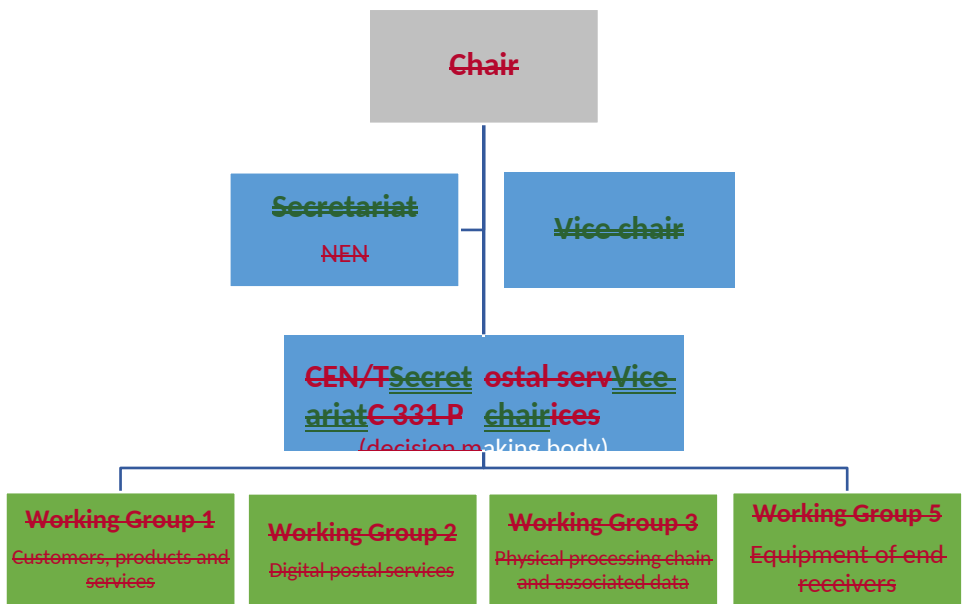 Chair
Secretariat
NEN
Vice chair
CEN/TSecret ostal servVice
ariatC 331 P chairices
(decision making body)
Working Group 1
Customers, products and
services
Working Group 2
Digital postal services
Working Group 3
Physical processing chain
and associated data
Working Group 5
Equipment of end
receivers